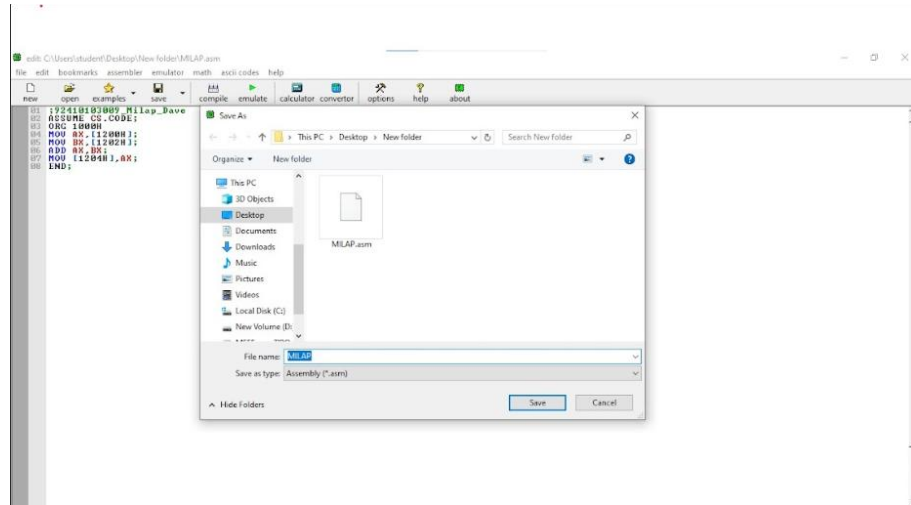 edit: C:\Users\student\Desktop\New folder\MILAP.asm
file edit bookmarks assembler emulator math ascii codes help
new open examples save compile emulate calculator convertor options help about
01 ;92410103009_Milap_Dave
02 ASSUME CS.CODE;
03 ORG 1000H
04 MOV AX,[1200H];
05 MOV BX,[1202H];
06 ADD AX,BX;
07 MOV [1204H],AX;
08 END;
Save As
This PC > Desktop > New folder
Search New folder
Organize
New folder
This PC
3D Objects
Desktop
Documents
Downloads
Music
Pictures
Videos
Local Disk (C:)
New Volume (D:
MILAP.asm
File name: MILAP
Save as type: Assembly (*.asm)
Hide Folders
Save
Cancel